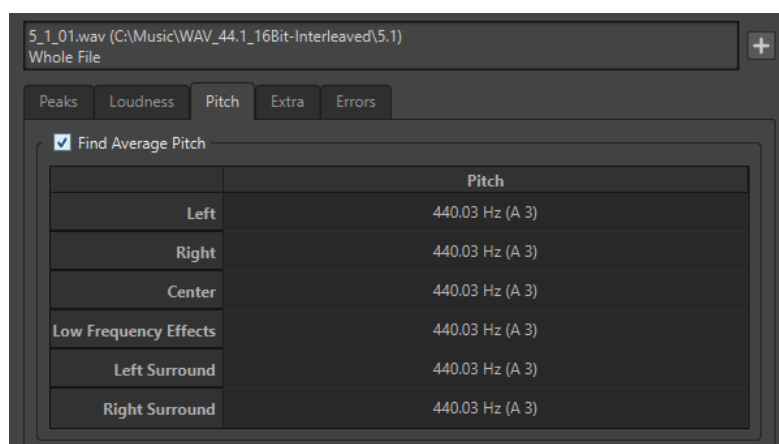 5_1_01.wav (C:\Music\WAV_44.1_16Bit-Interleaved\5.1)
Whole File
+
Peaks Loudness Pitch Extra Errors
Find Average Pitch
Pitch
Left 440.03 Hz (A 3)
Right 440.03 Hz (A 3)
Center 440.03 Hz (A 3)
Low Frequency Effects 440.03 Hz (A 3)
Left Surround 440.03 Hz (A 3)
Right Surround 440.03 Hz (A 3)